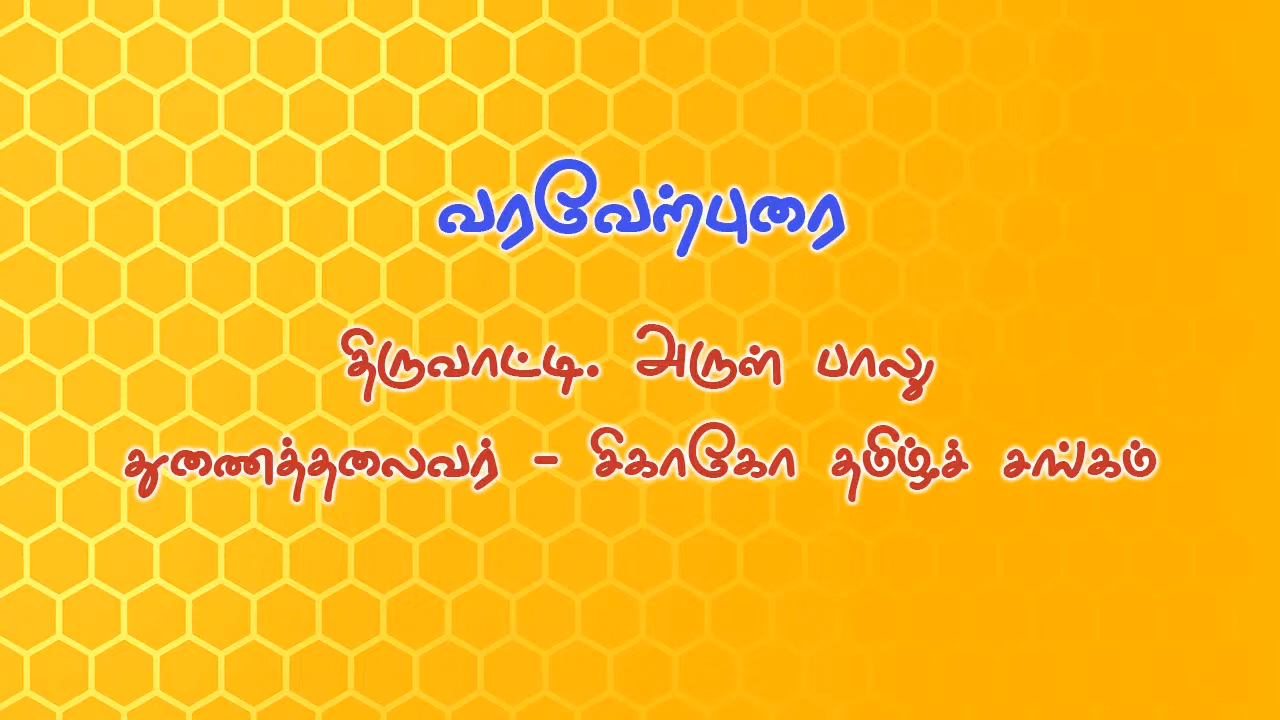 வரவேற்புரை
திருவாட்டி. அருள் பாலு
துணைத்தலைவர் - சிகாகோ தமிழ்ச் சங்கம்